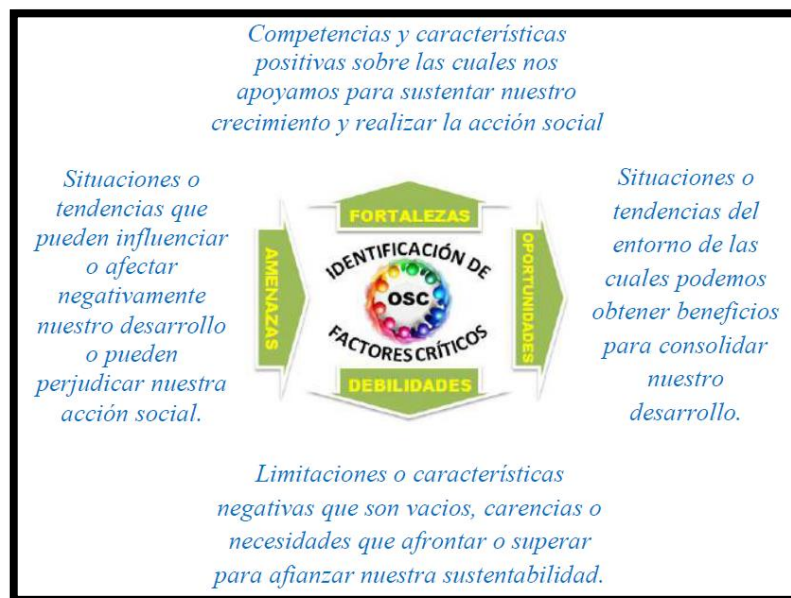 Competencias y características
positivas sobre las cuales nos
apoyamos para sustentar nuestro
crecimiento y realizar la acción social
Situaciones o
tendencias que
pueden influenciar
o afectar
negativamente
nuestro desarrollo
o pueden
perjudicar nuestra
acción social.
AMENAZAS
FORTALEZAS
IDENTIFICACIÓN DE
OSC
FACTORES CRÍTICOS
DEBILIDADES
OPORTUNIDADES
Situaciones o
tendencias del
entorno de las
cuales podemos
obtener beneficios
para consolidar
nuestro
desarrollo.
Limitaciones o características
negativas que son vacios, carencias o
necesidades que afrontar o superar
para afianzar nuestra sustentabilidad.